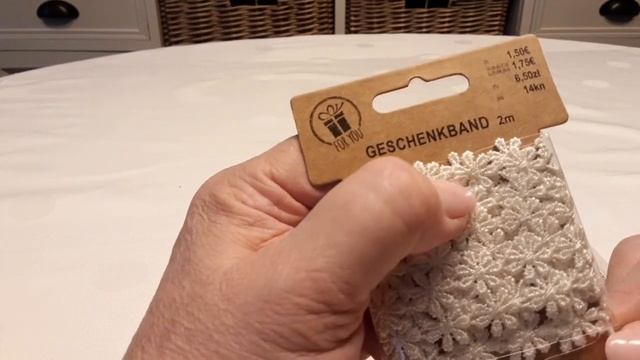 FOR YOU
GESCHENKBAND 2m
1,50€
1,75€
6,50zł
14kn